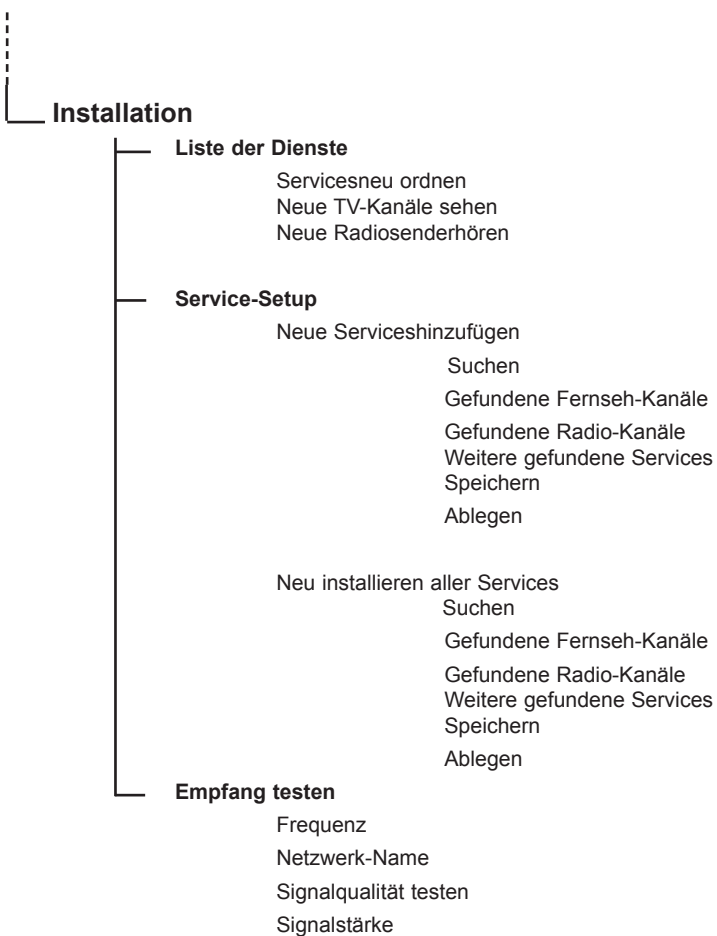 Installation
Liste der Dienste
Servicesneu ordnen
Neue TV-Kanäle sehen
Neue Radiosenderhören
Service-Setup
Neue Serviceshinzufügen
Suchen
Gefundene Fernseh-Kanäle
Gefundene Radio-Kanäle
Weitere gefundene Services
Speichern
Ablegen
Neu installieren aller Services
Suchen
Gefundene Fernseh-Kanäle
Gefundene Radio-Kanäle
Weitere gefundene Services
Speichern
Ablegen
Empfang testen
Frequenz
Netzwerk-Name
Signalqualität testen
Signalstärke